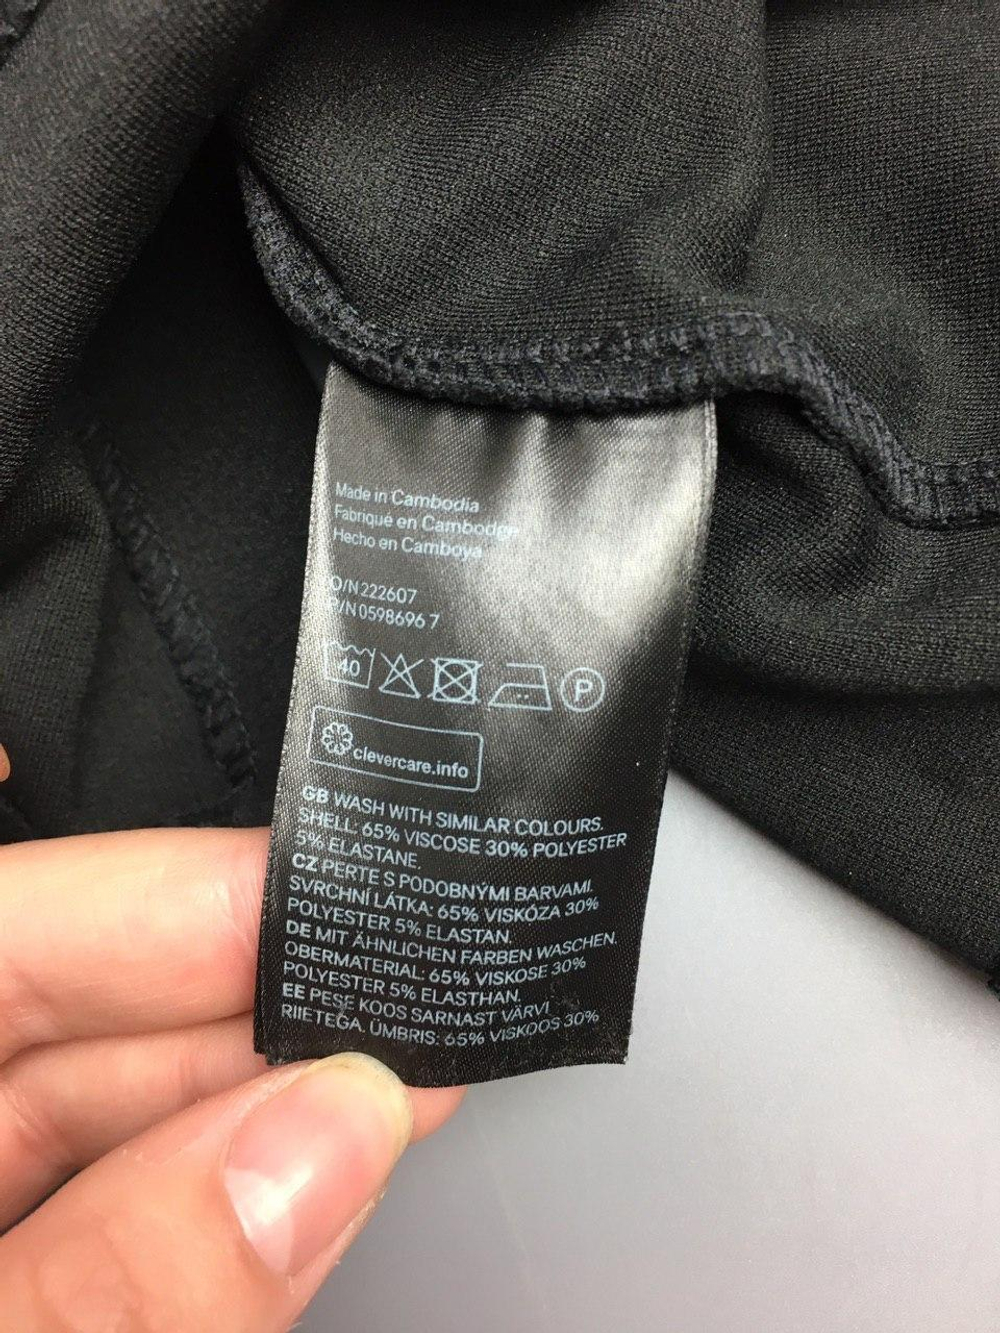 Made in Cambodia
Fabriqué en Cambodge
Hecho en Camboya
O/N 222607
P/N 0598696 7
40
P
clevercare.info
GB WASH WITH SIMILAR COLOURS.
SHELL: 65% VISCOSE 30% POLYESTER
5% ELASTANE.
CZ PERTE S PODOBNÝMI BARVAMI.
SVRCHNÍ LÁTKA: 65% VISKÓZA 30%
POLYESTER 5% ELASTAN.
DE MIT ÄHNLICHEN FARBEN WASCHEN.
OBERMATERIAL: 65% VISKOSE 30%
POLYESTER 5% ELASTHAN.
EE PESE KOOS SARNAST VÄRVI
RIIETEGA. ÜMBRIS: 65% VISKOOS 30%